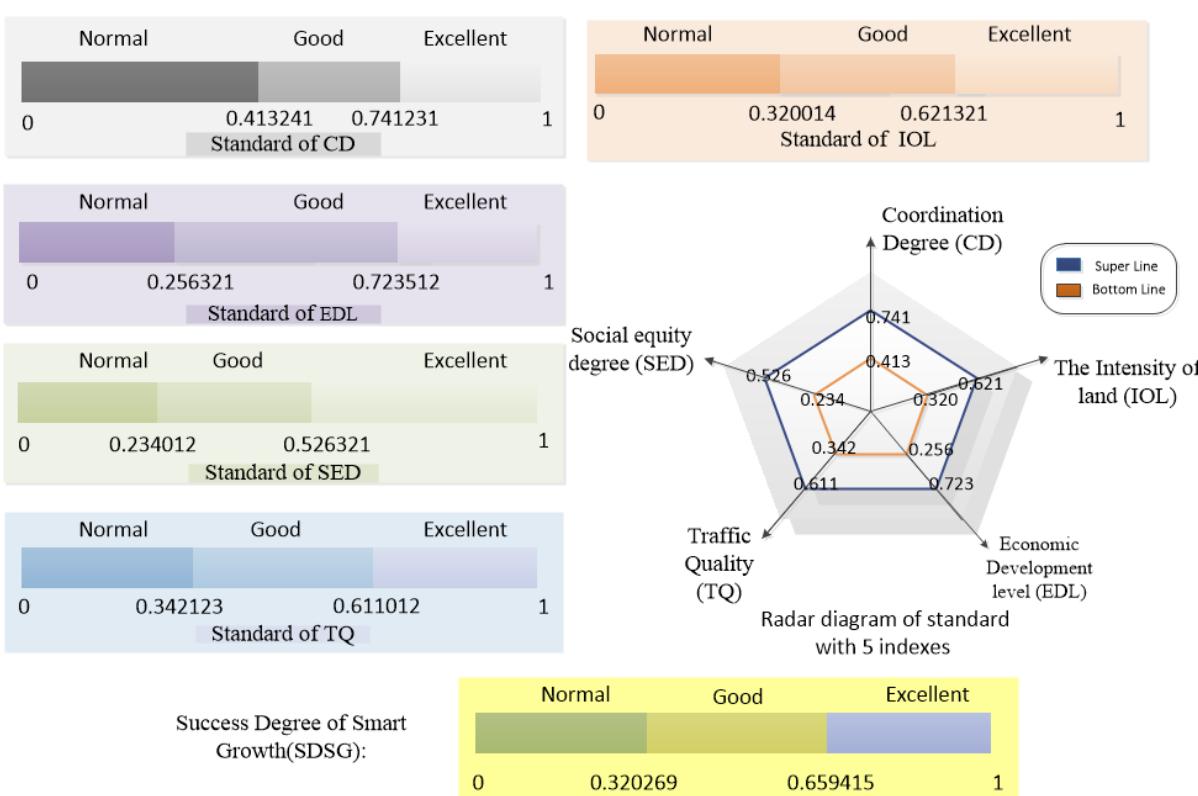 Normal Good Excellent
0 0.413241 0.741231 1
Standard of CD
Normal Good Excellent
0 0.320014 0.621321 1
Standard of IOL
Normal Good Excellent
0 0.256321 0.723512 1
Standard of EDL
Normal Good Excellent
0 0.234012 0.526321 1
Standard of SED
Normal Good Excellent
0 0.342123 0.611012 1
Standard of TQ
Coordination
Degree (CD)
Super Line
Bottom Line
Social equity
degree (SED)
The Intensity of
land (IOL)
0.741
0.413
0.526
0.621
0.234
0.320
0.342
0.256
0.611
0.723
Traffic
Quality
(TQ)
Economic
Development
level (EDL)
Radar diagram of standard
with 5 indexes
Success Degree of Smart
Growth(SDSG):
Normal Good Excellent
0 0.320269 0.659415 1